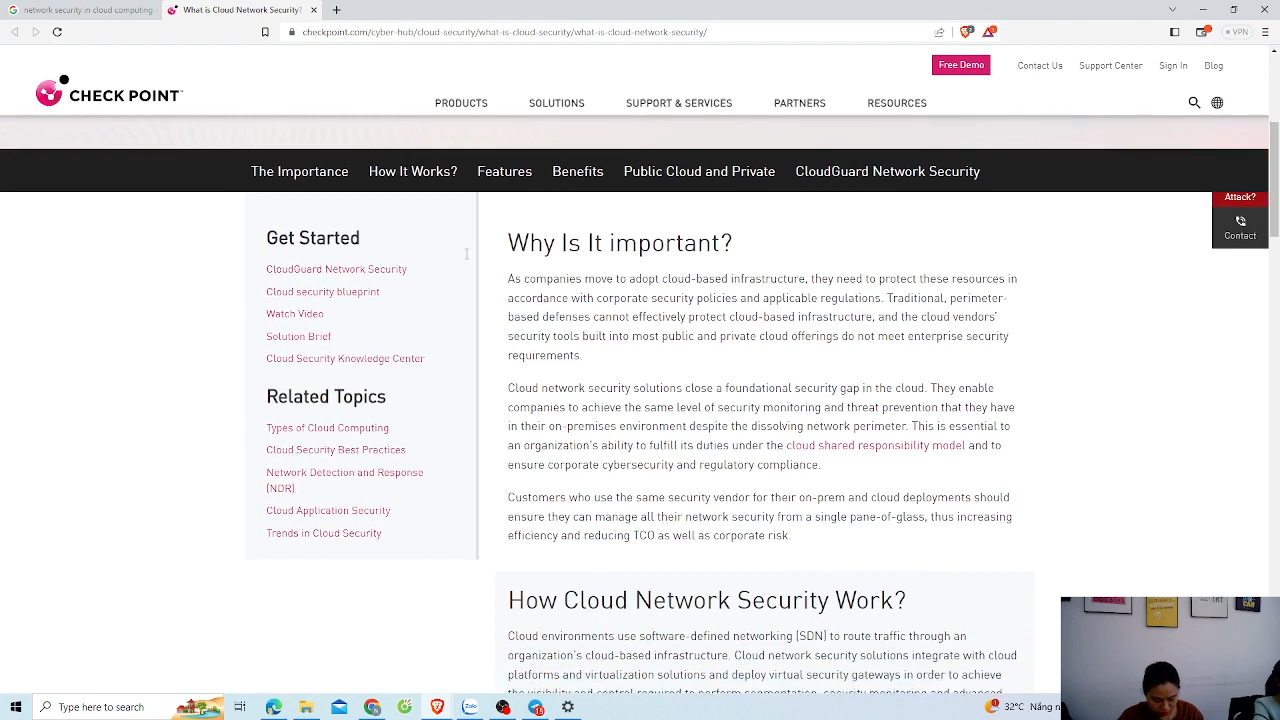 network security in cloud computing
What is Cloud Network Security?
checkpoint.com/cyber-hub/cloud-security/what-is-cloud-security/what-is-cloud-network-security/
VPN
Free Demo
Contact Us
Support Center
Sign In
Blog
CHECK POINT
PRODUCTS
SOLUTIONS
SUPPORT & SERVICES
PARTNERS
RESOURCES
The Importance
How It Works?
Features
Benefits
Public Cloud and Private
CloudGuard Network Security
Attack?
Contact
Get Started
CloudGuard Network Security
Cloud security blueprint
Watch Video
Solution Brief
Cloud Security Knowledge Center
Related Topics
Types of Cloud Computing
Cloud Security Best Practices
Network Detection and Response
(NDR)
Cloud Application Security
Trends in Cloud Security
Why Is It important?
As companies move to adopt cloud-based infrastructure, they need to protect these resources in
accordance with corporate security policies and applicable regulations. Traditional, perimeter-
based defenses cannot effectively protect cloud-based infrastructure, and the cloud vendors'
security tools built into most public and private cloud offerings do not meet enterprise security
requirements.
Cloud network security solutions close a foundational security gap in the cloud. They enable
companies to achieve the same level of security monitoring and threat prevention that they have
in their on-premises environment despite the dissolving network perimeter. This is essential to
an organization's ability to fulfill its duties under the cloud shared responsibility model and to
ensure corporate cybersecurity and regulatory compliance.
Customers who use the same security vendor for their on-prem and cloud deployments should
ensure they can manage all their network security from a single pane-of-glass, thus increasing
efficiency and reducing TCO as well as corporate risk.
How Cloud Network Security Work?
Cloud environments use software-defined networking (SDN) to route traffic through an
organization's cloud-based infrastructure. Cloud network security solutions integrate with cloud
platforms and virtualization solutions and deploy virtual security gateways in order to achieve
Type here to search
Zalo
32°C Nắng n